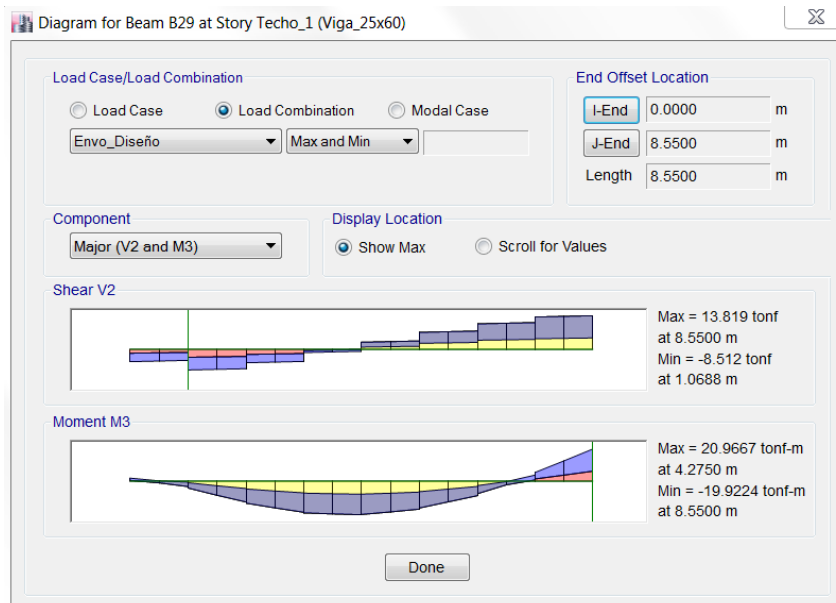 Diagram for Beam B29 at Story Techo_1 (Viga_25x60)
Load Case/Load Combination
Load Case Load Combination Modal Case
Envo_Diseño Max and Min
End Offset Location
I-End 0.0000 m
J-End 8.5500 m
Length 8.5500 m
Component
Major (V2 and M3)
Display Location
Show Max Scroll for Values
Shear V2
Max = 13.819 tonf
at 8.5500 m
Min = -8.512 tonf
at 1.0688 m
Moment M3
Max = 20.9667 tonf-m
at 4.2750 m
Min = -19.9224 tonf-m
at 8.5500 m
Done